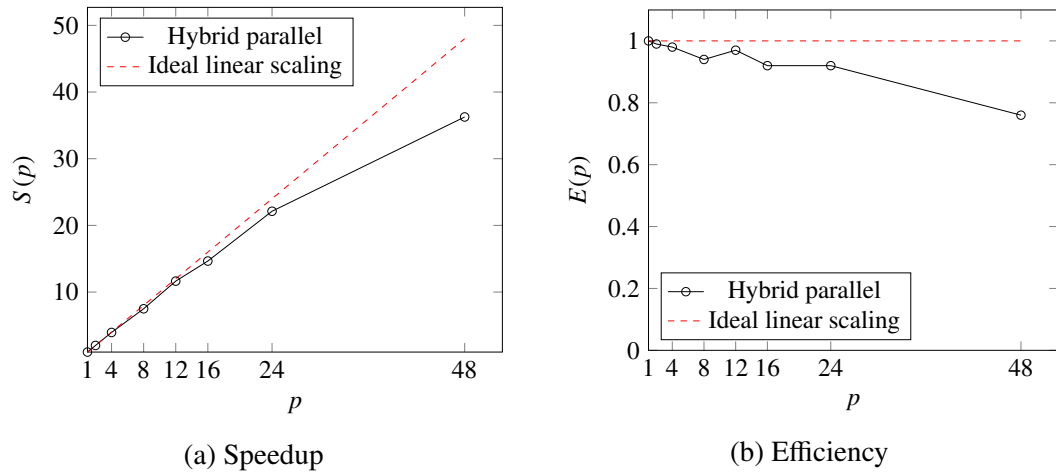 50
40
30
20
10
S(p)
Hybrid parallel
Ideal linear scaling
1 4 8 12 16 24 48
p
(a) Speedup
1
0.8
0.6
0.4
0.2
0
E(p)
Hybrid parallel
Ideal linear scaling
1 4 8 12 16 24 48
p
(b) Efficiency